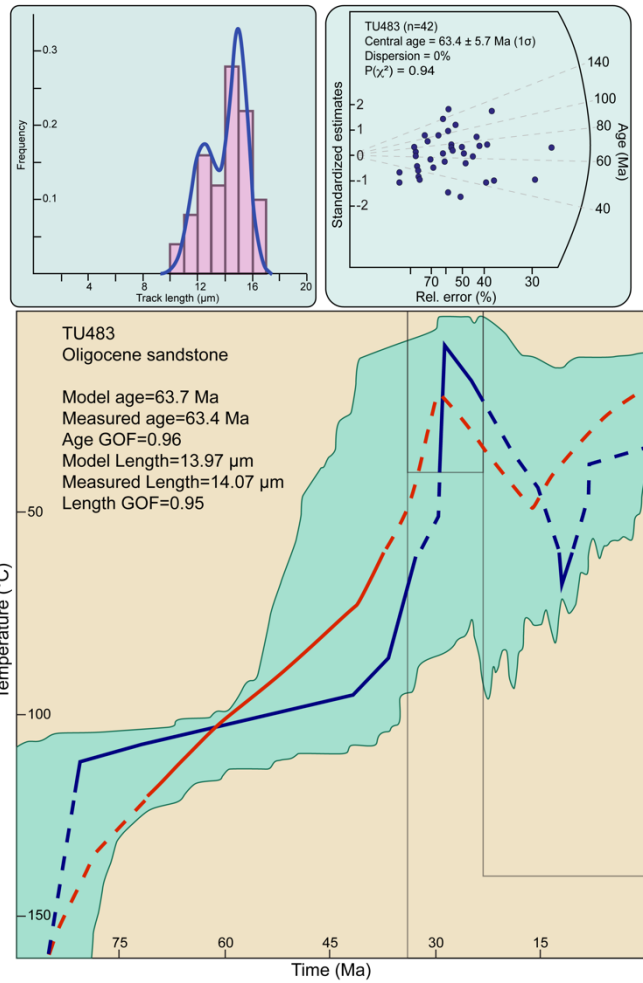 0.3
0.2
0.1
Frequency
4
8
12
16
20
Track length (μm)
TU483 (n=42)
Central age = 63.4 ± 5.7 Ma (1σ)
Dispersion = 0%
P(χ²) = 0.94
Standardized estimates
2
1
0
-1
-2
140
100
80
60
40
Age (Ma)
70
50
40
30
Rel. error (%)
TU483
Oligocene sandstone
Model age=63.7 Ma
Measured age=63.4 Ma
Age GOF=0.96
Model Length=13.97 μm
Measured Length=14.07 μm
Length GOF=0.95
50
100
150
Temperature (°C)
75
60
45
30
15
Time (Ma)